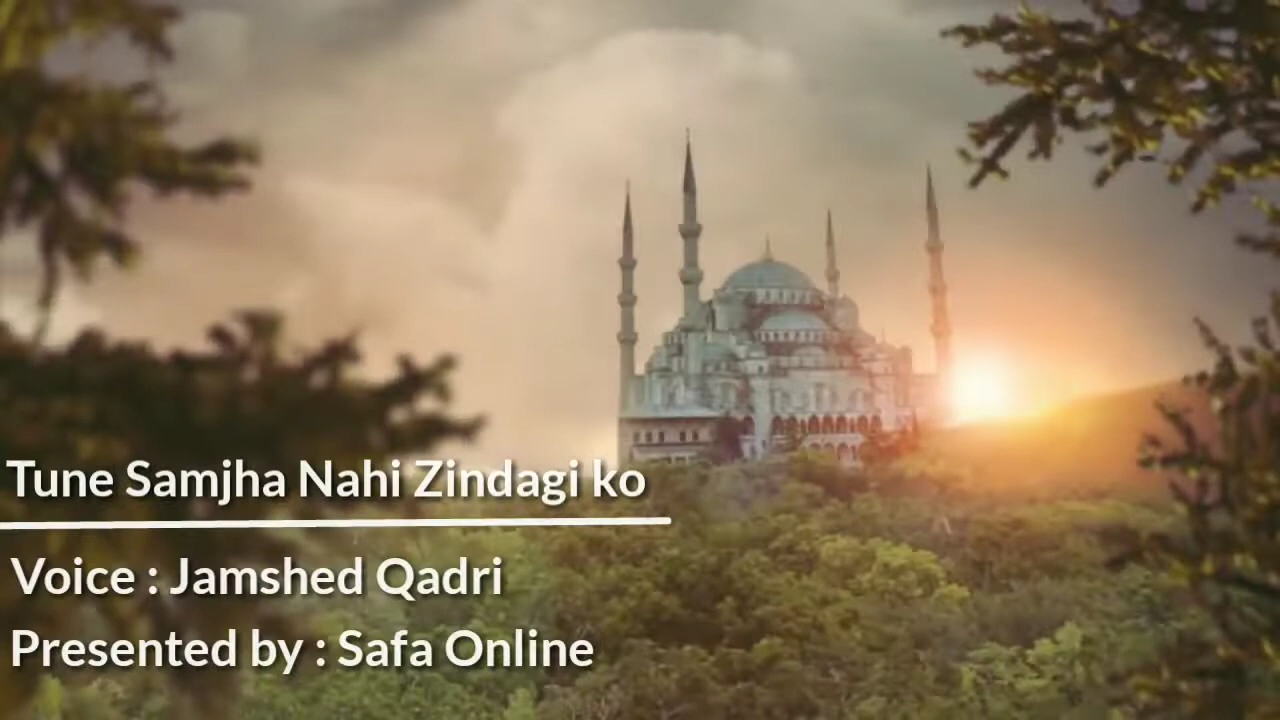 Tune Samjha Nahi Zindagi ko
Voice : Jamshed Qadri
Presented by : Safa Online